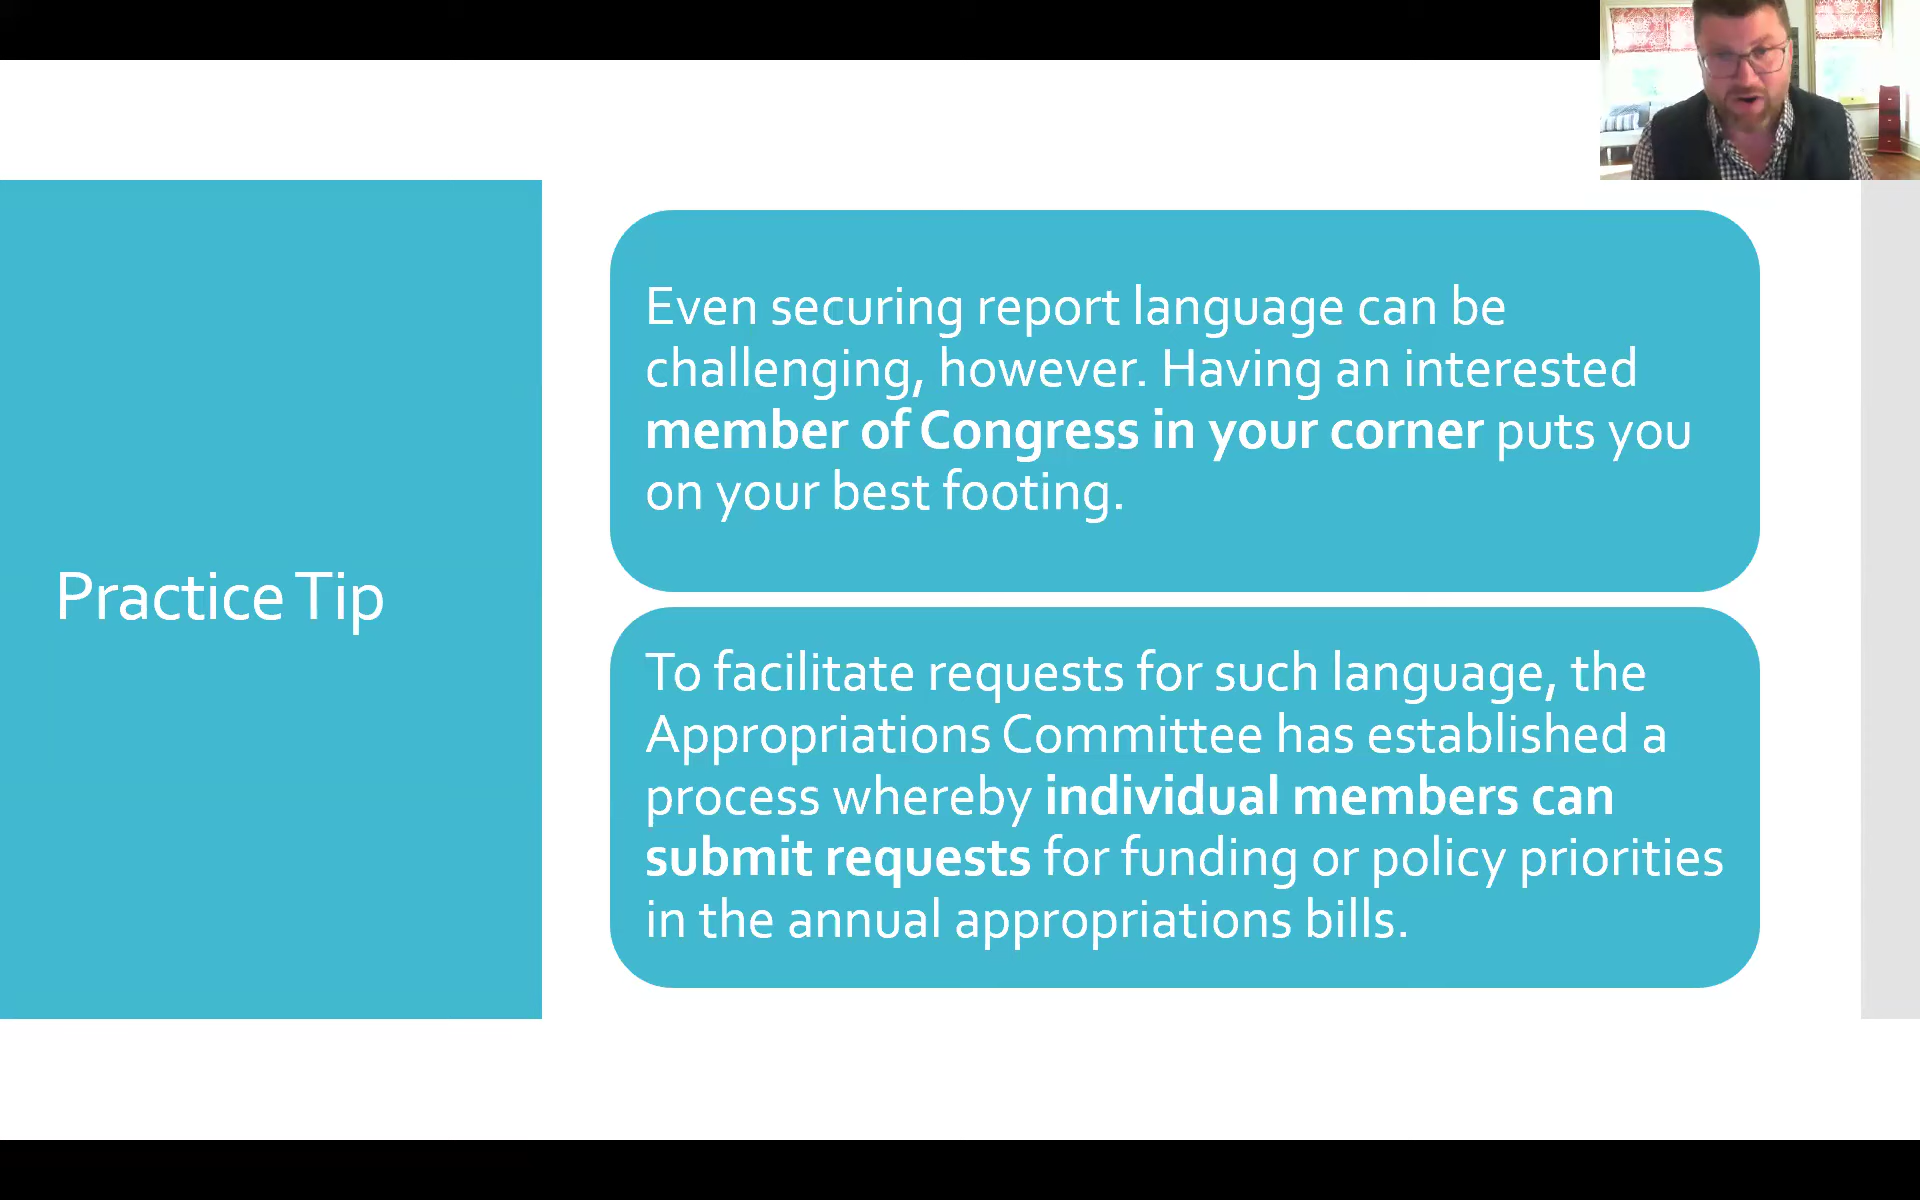 Practice Tip
Even securing report language can be
challenging, however. Having an interested
member of Congress in your corner puts you
on your best footing.
To facilitate requests for such language, the
Appropriations Committee has established a
process whereby individual members can
submit requests for funding or policy priorities
in the annual appropriations bills.